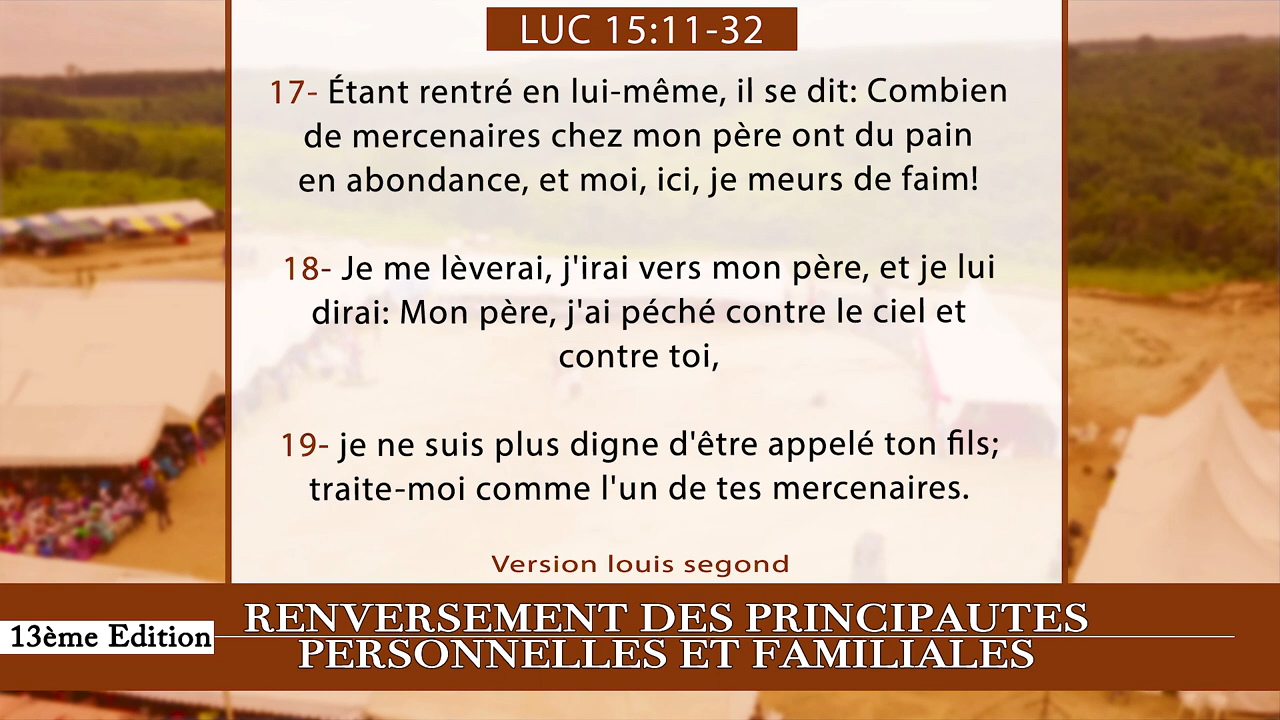 LUC 15:11-32
17- Étant rentré en lui-même, il se dit: Combien
de mercenaires chez mon père ont du pain
en abondance, et moi, ici, je meurs de faim!
18- Je me lèverai, j'irai vers mon père, et je lui
dirai: Mon père, j'ai péché contre le ciel et
contre toi,
19- je ne suis plus digne d'être appelé ton fils;
traite-moi comme l'un de tes mercenaires.
Version louis segond
13ème Edition
RENVERSEMENT DES PRINCIPAUTES
PERSONNELLES ET FAMILIALES